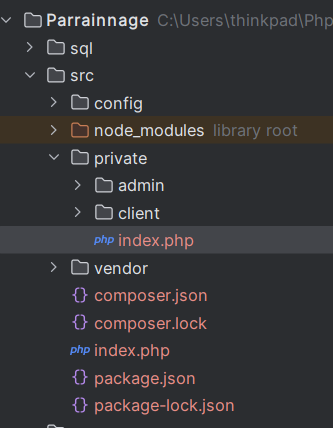 Parrainnage C:\Users\thinkpad\Php
sql
src
config
node_modules library root
private
admin
client
php index.php
vendor
{} composer.json
{} composer.lock
php index.php
{} package.json
{} package-lock.json